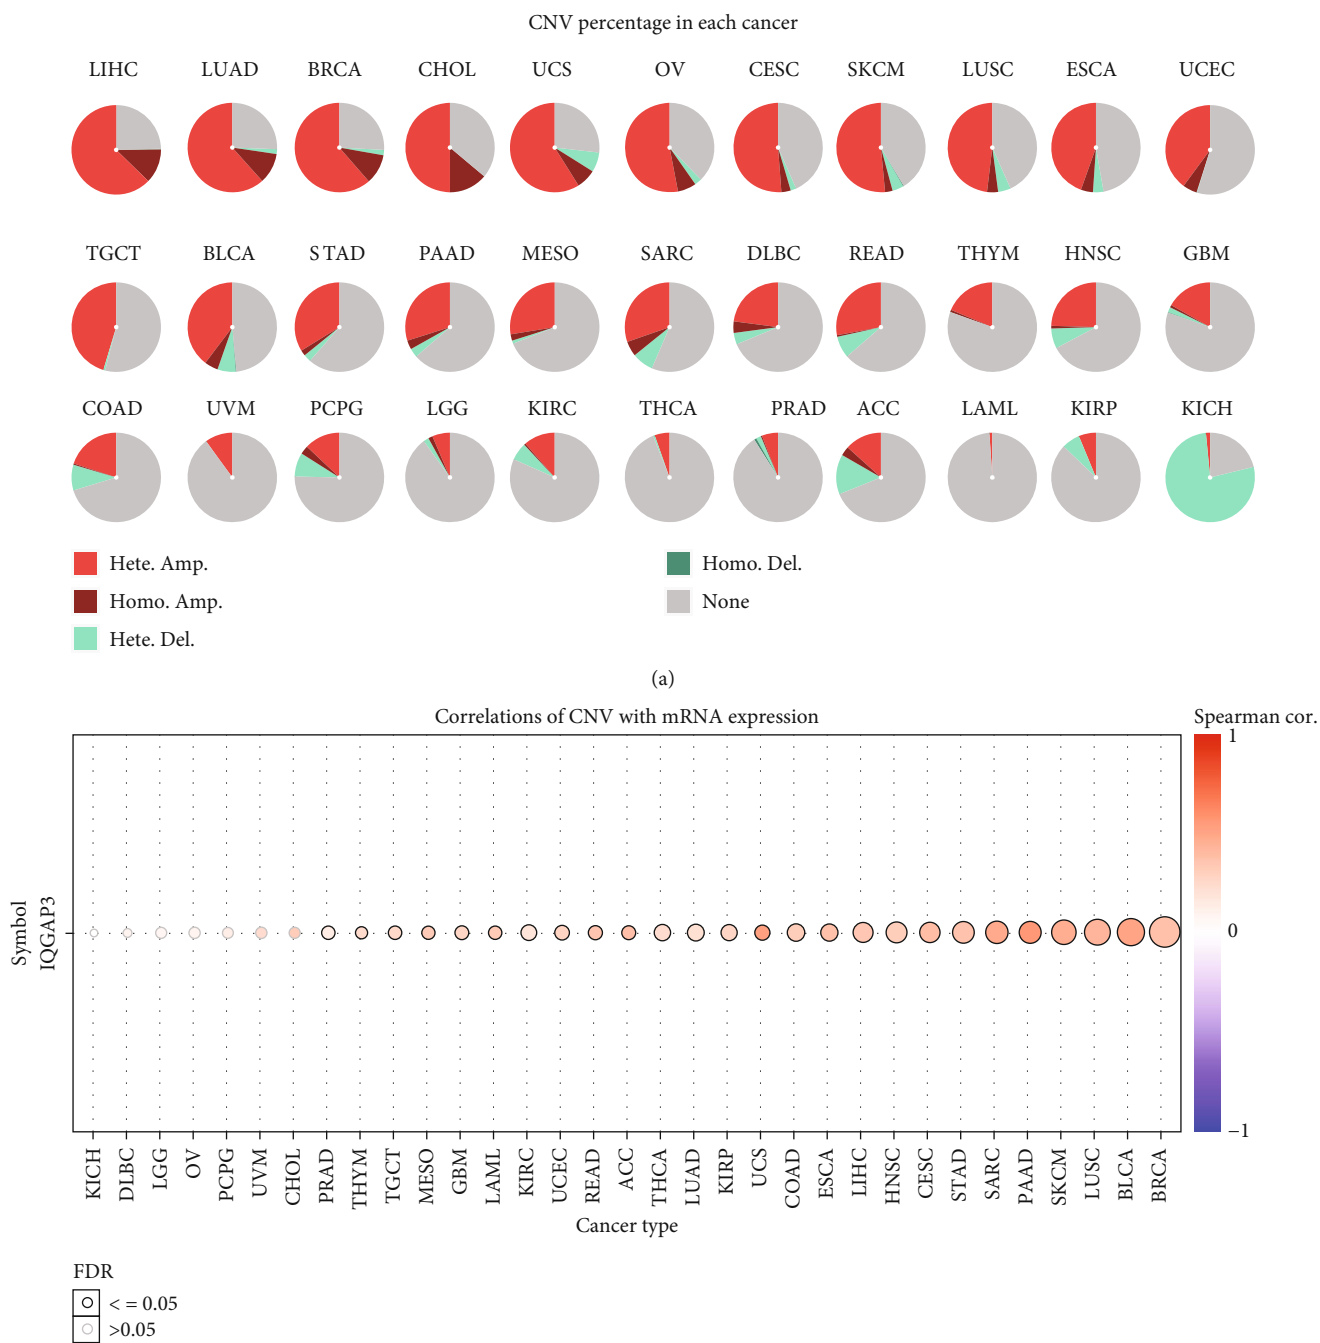 CNV percentage in each cancer
LIHC LUAD BRCA CHOL UCS OV CESC SKCM LUSC ESCA UCEC
TGCT BLCA STAD PAAD MESO SARC DLBC READ THYM HNSC GBM
COAD UVM PCPG LGG KIRC THCA PRAD ACC LAML KIRP KICH
Hete. Amp.
Homo. Amp.
Hete. Del.
Homo. Del.
None
(a)
Correlations of CNV with mRNA expression
Spearman cor.
1
0
−1
Symbol
IQGAP3
KICH DLBC LGG OV PCPG UVM CHOL PRAD THYM TGCT MESO GBM LAML KIRC UCEC READ ACC THCA LUAD KIRP UCS COAD ESCA LIHC HNSC CESC STAD SARC PAAD SKCM LUSC BLCA BRCA
Cancer type
FDR
< = 0.05
>0.05